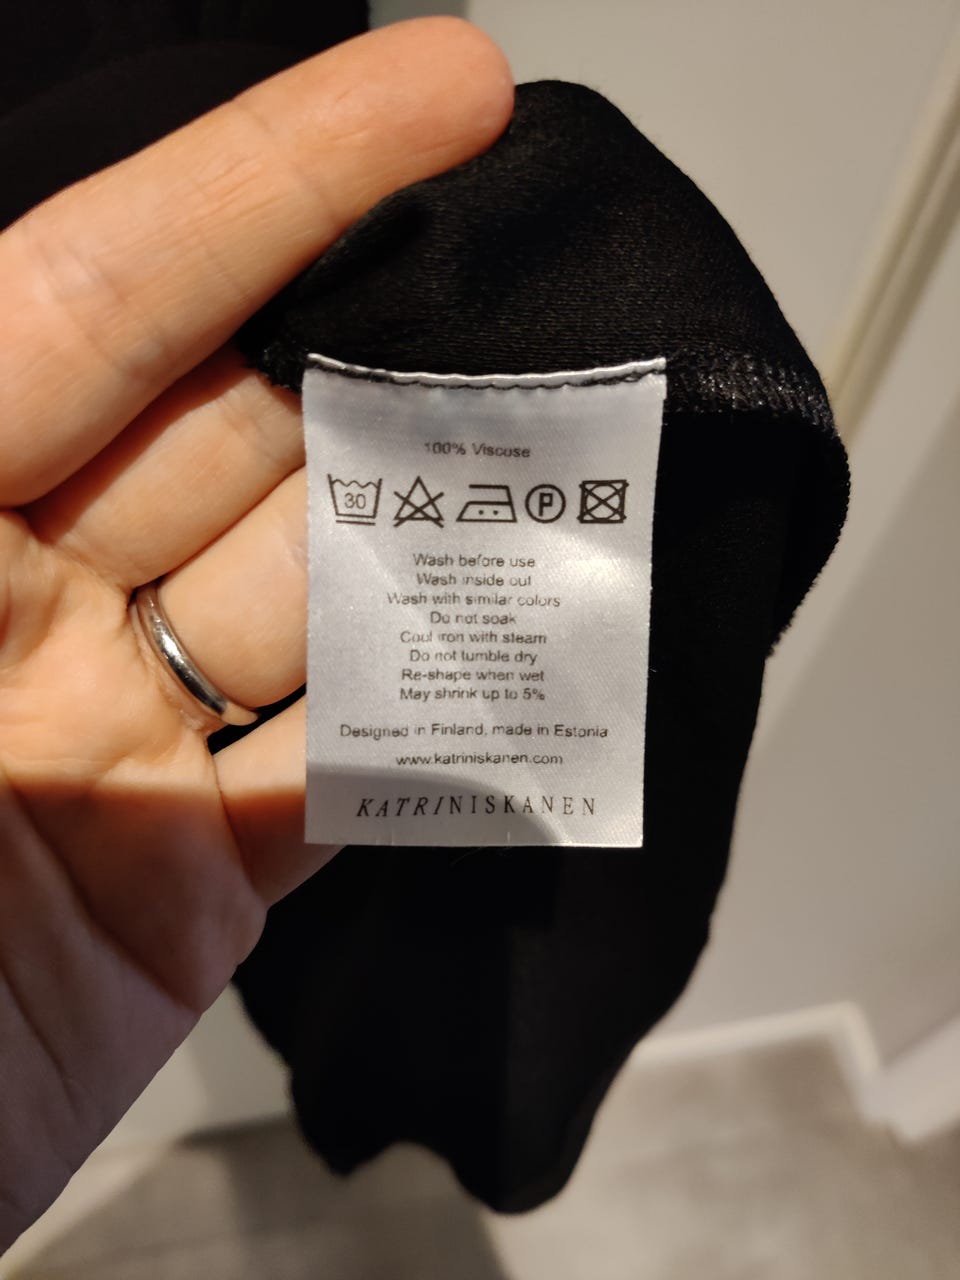 100% Viscose
30 P
Wash before use
Wash inside out
Wash with similar colors
Do not soak
Cool iron with steam
Do not tumble dry
Re-shape when wet
May shrink up to 5%
Designed in Finland, made in Estonia
www.katriniskanen.com
KATRINISKANEN